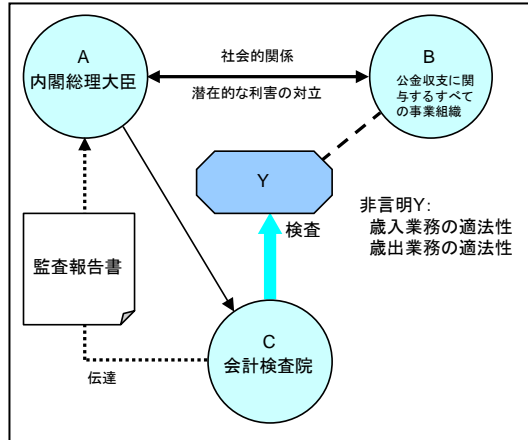 A
内閣総理大臣
社会的関係
潜在的な利害の対立
B
公金収支に関
与するすべて
の事業組織
Y
検査
非言明Y:
歳入業務の適法性
歳出業務の適法性
監査報告書
C
会計検査院
伝達